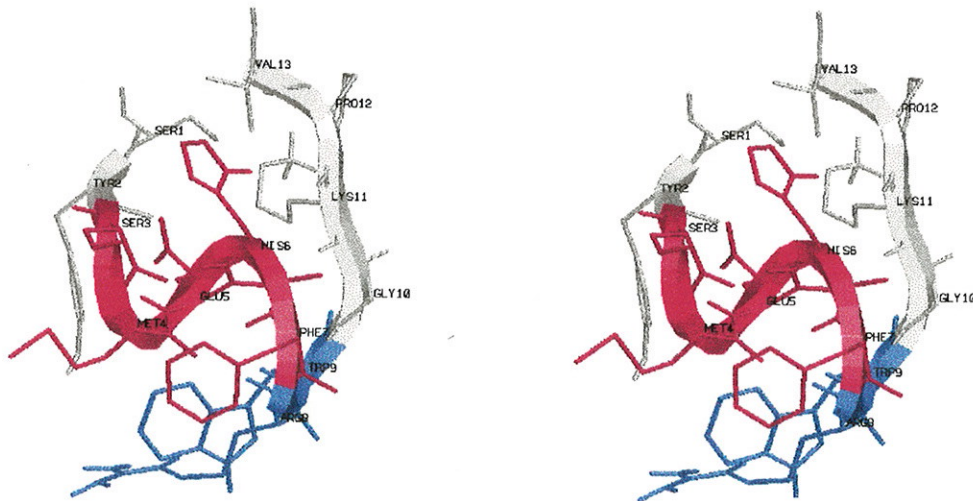 VAL13
PRO12
SER1
TYR2
LYS11
SER3
HIS6
GLU5
GLY10
MET4
PHE7
TRP9
ARG8
VAL13
PRO12
SER1
TYR2
LYS11
SER3
HIS6
GLU5
GLY10
MET4
PHE7
TRP9
ARG8